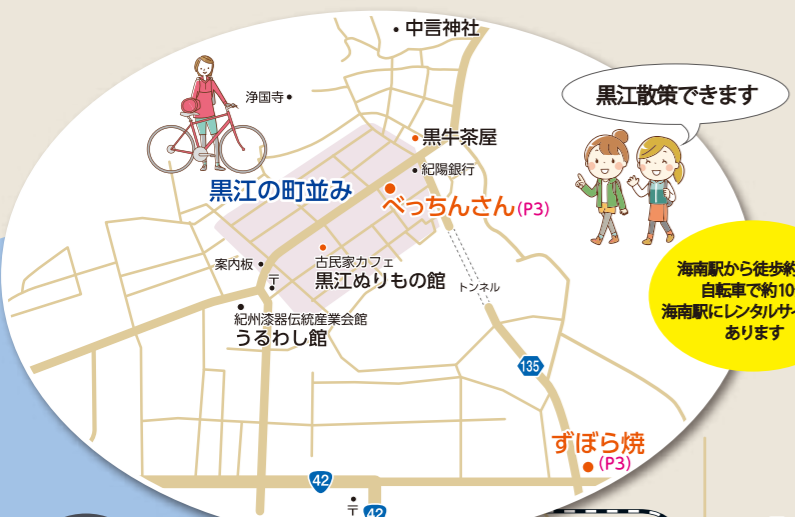 中言神社
浄国寺
黒江散策できます
黒牛茶屋
紀陽銀行
黒江の町並み
べっちんさん(P3)
案内板
古民家カフェ
黒江ぬりもの館
トンネル
〒
紀州漆器伝統産業会館
うるわし館
海南駅から徒歩約
自転車で約10
海南駅にレンタルサイ
あります
135
ずぼら焼
(P3)
42
〒
42